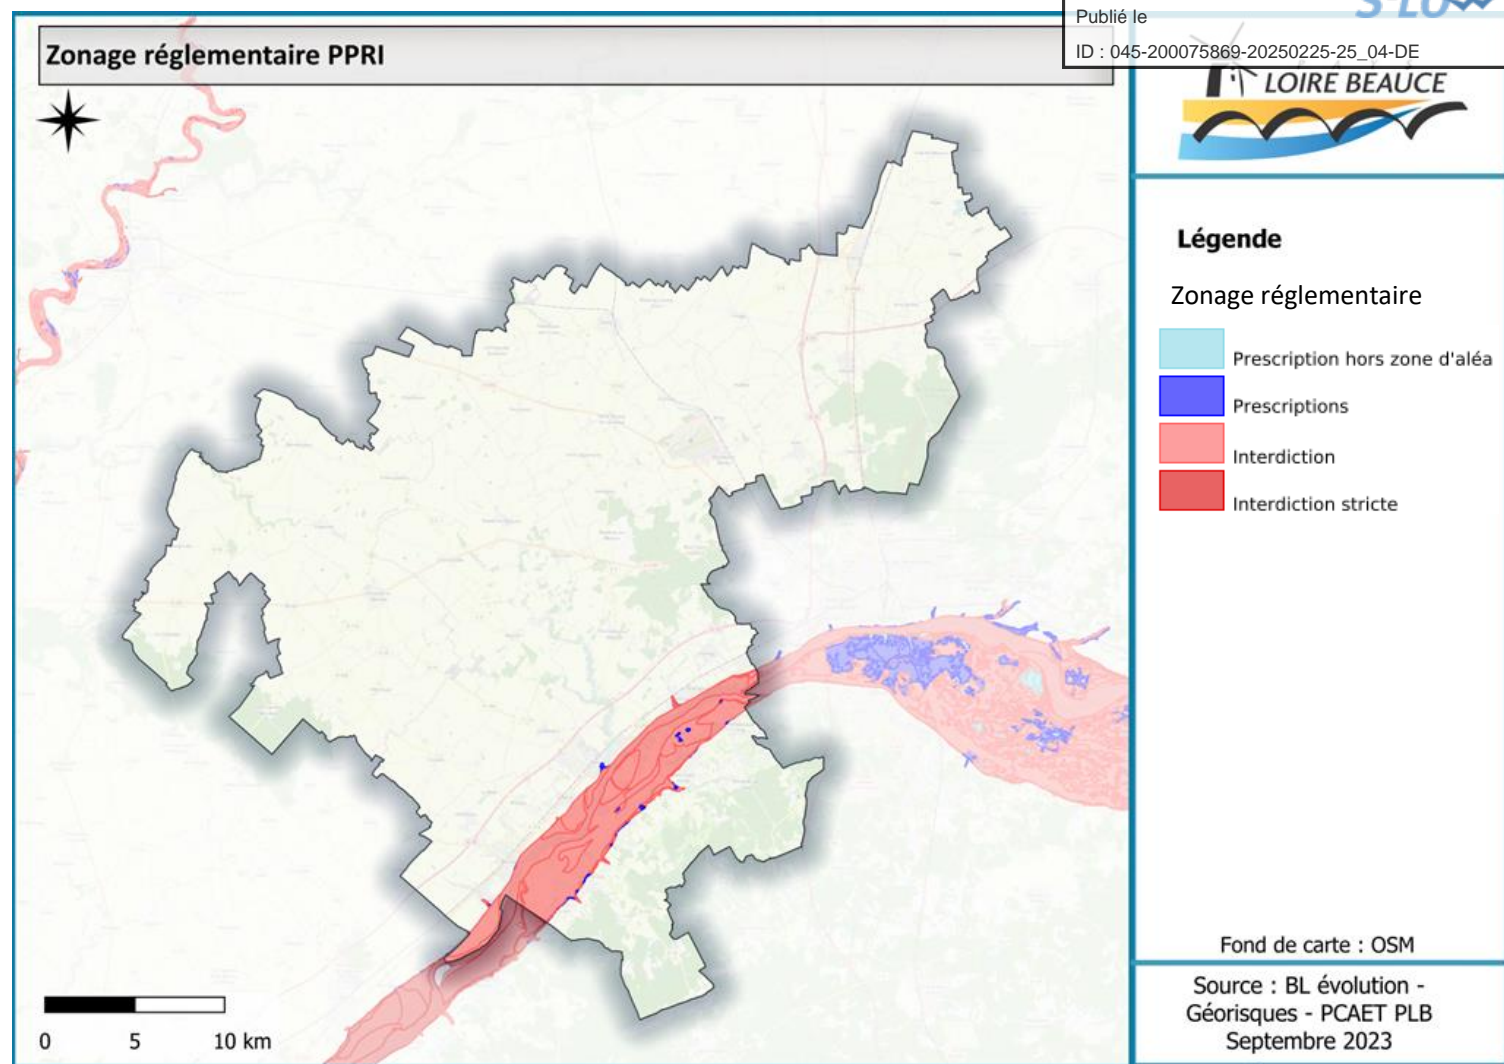 Publié le
ID : 045-200075869-20250225-25_04-DE
Zonage réglementaire PPRI
LOIRE BEAUCE
Légende
Zonage réglementaire
Prescription hors zone d'aléa
Prescriptions
Interdiction
Interdiction stricte
Fond de carte : OSM
Source : BL évolution -
Géorisques - PCAET PLB
Septembre 2023
0 5 10 km